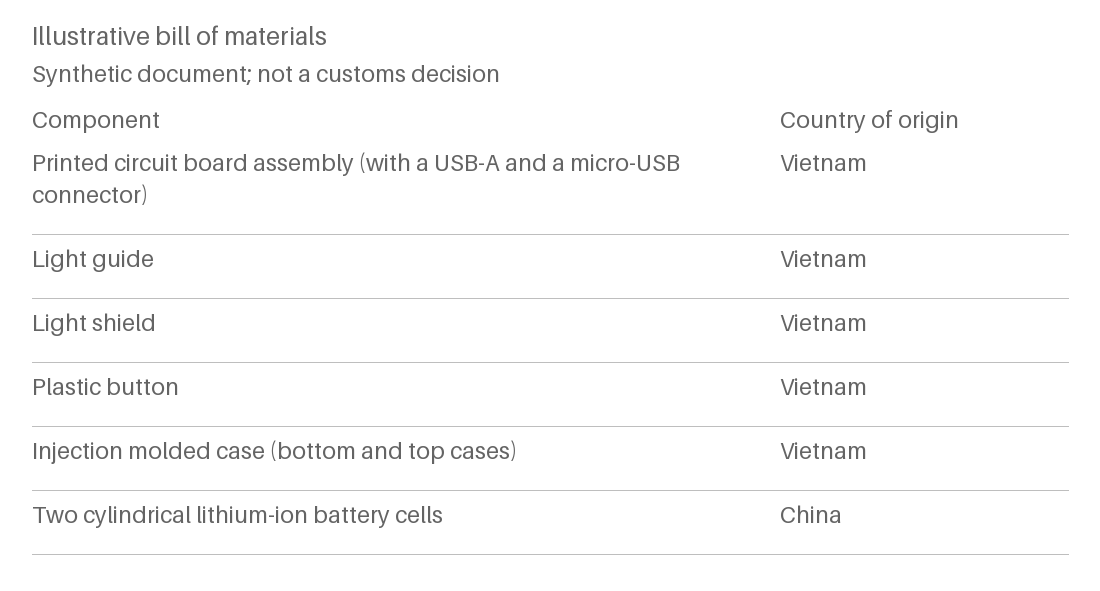 Illustrative bill of materials
Synthetic document; not a customs decision
Component Country of origin
Printed circuit board assembly (with a USB-A and a micro-USB Vietnam
connector)
Light guide Vietnam
Light shield Vietnam
Plastic button Vietnam
Injection molded case (bottom and top cases) Vietnam
Two cylindrical lithium-ion battery cells China